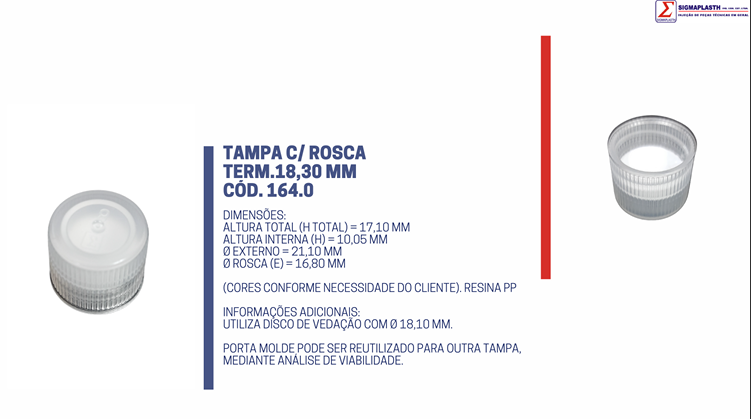 SIGMAPLASTH
INJEÇÃO DE PEÇAS TÉCNICAS EM GERAL
TAMPA C/ ROSCA
TERM.18,30 MM
CÓD. 164.0
DIMENSÕES:
ALTURA TOTAL (H TOTAL) = 17,10 MM
ALTURA INTERNA (H) = 10,05 MM
Ø EXTERNO = 21,10 MM
Ø ROSCA (E) = 16,80 MM
(CORES CONFORME NECESSIDADE DO CLIENTE). RESINA PP
INFORMAÇÕES ADICIONAIS:
UTILIZA DISCO DE VEDAÇÃO COM Ø 18,10 MM.
PORTA MOLDE PODE SER REUTILIZADO PARA OUTRA TAMPA,
MEDIANTE ANÁLISE DE VIABILIDADE.